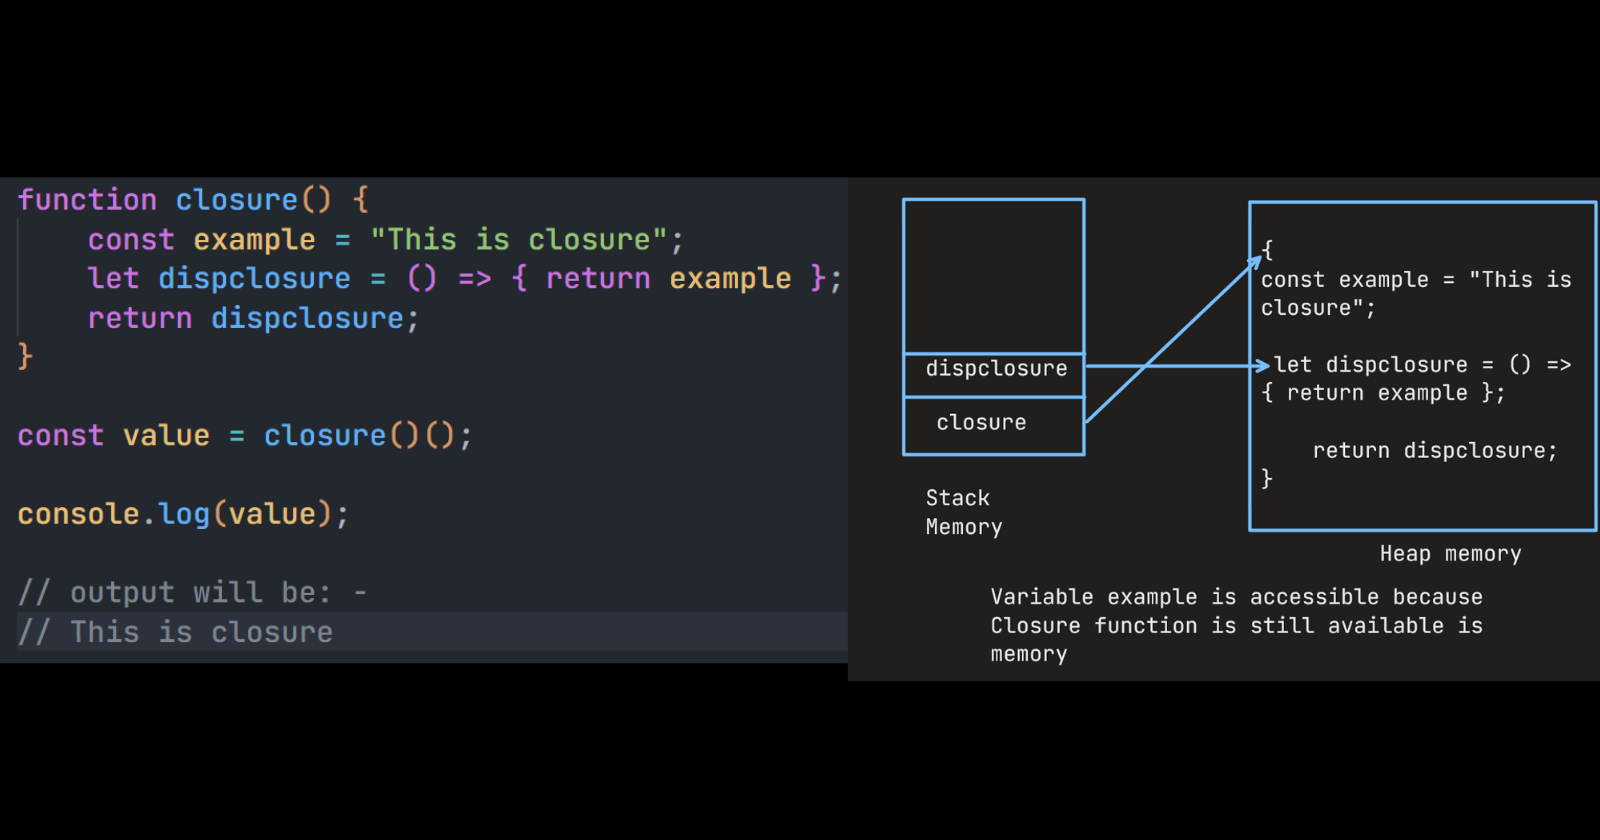 function closure() {
    const example = "This is closure";
    let dispclosure = () => { return example };
    return dispclosure;
}
const value = closure()();
console.log(value);
// output will be: -
// This is closure
dispclosure
closure
Stack
Memory
{
const example = "This is
closure";
let dispclosure = () =>
{ return example };
return dispclosure;
}
Heap memory
Variable example is accessible because
Closure function is still available is
memory